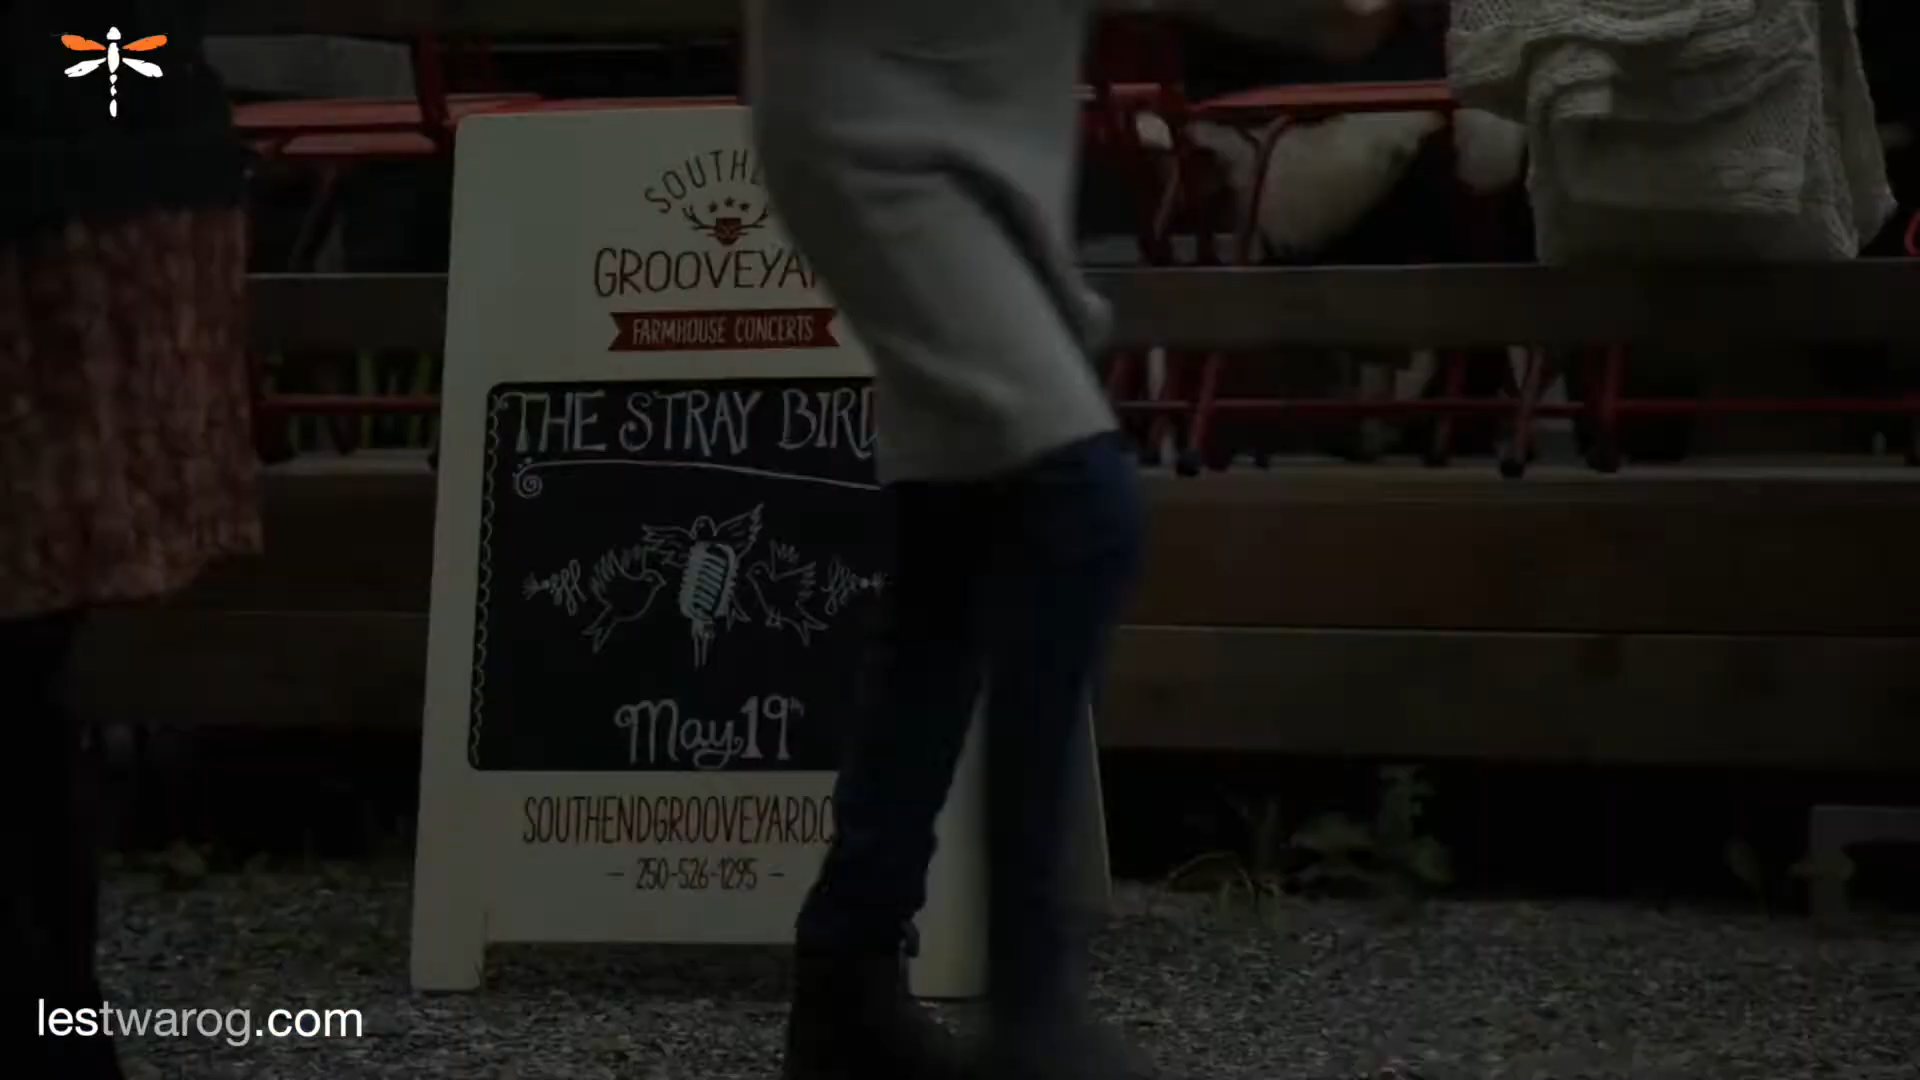 SOUTHE
GROOVEYA
FARMHOUSE CONCERTS
THE STRAY BIRD
May 19th
SOUTHENDGROOVEYARD.C
- 250-526-1295 -
lestwarog.com